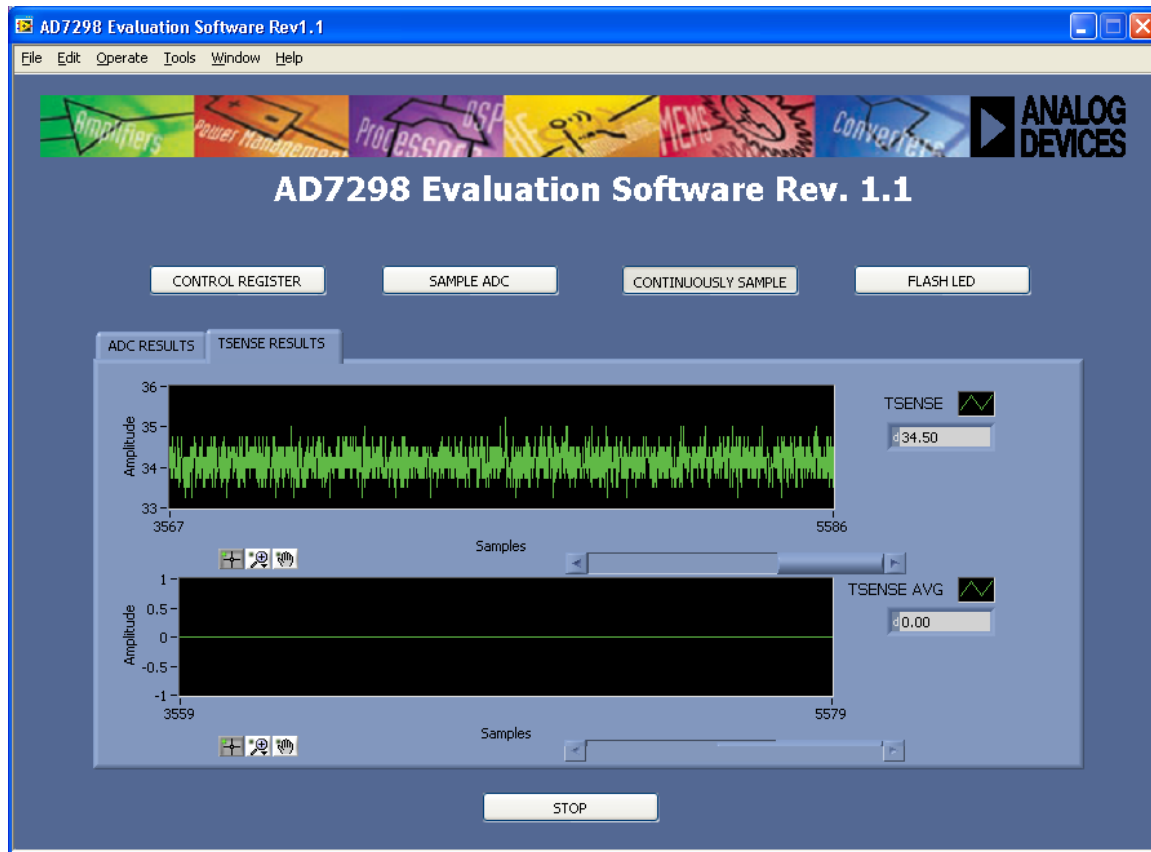 AD7298 Evaluation Software Rev1.1
File Edit Operate Tools Window Help
Amplifiers Power Management Processors DSP RF MEMS Converters
ANALOG
DEVICES
AD7298 Evaluation Software Rev. 1.1
CONTROL REGISTER SAMPLE ADC CONTINUOUSLY SAMPLE FLASH LED
ADC RESULTS TSENSE RESULTS
Amplitude
36
35
34
33
3567 5586
Samples
TSENSE
d 34.50
Amplitude
1
0.5
0
-0.5
-1
3559 5579
Samples
TSENSE AVG
d 0.00
STOP